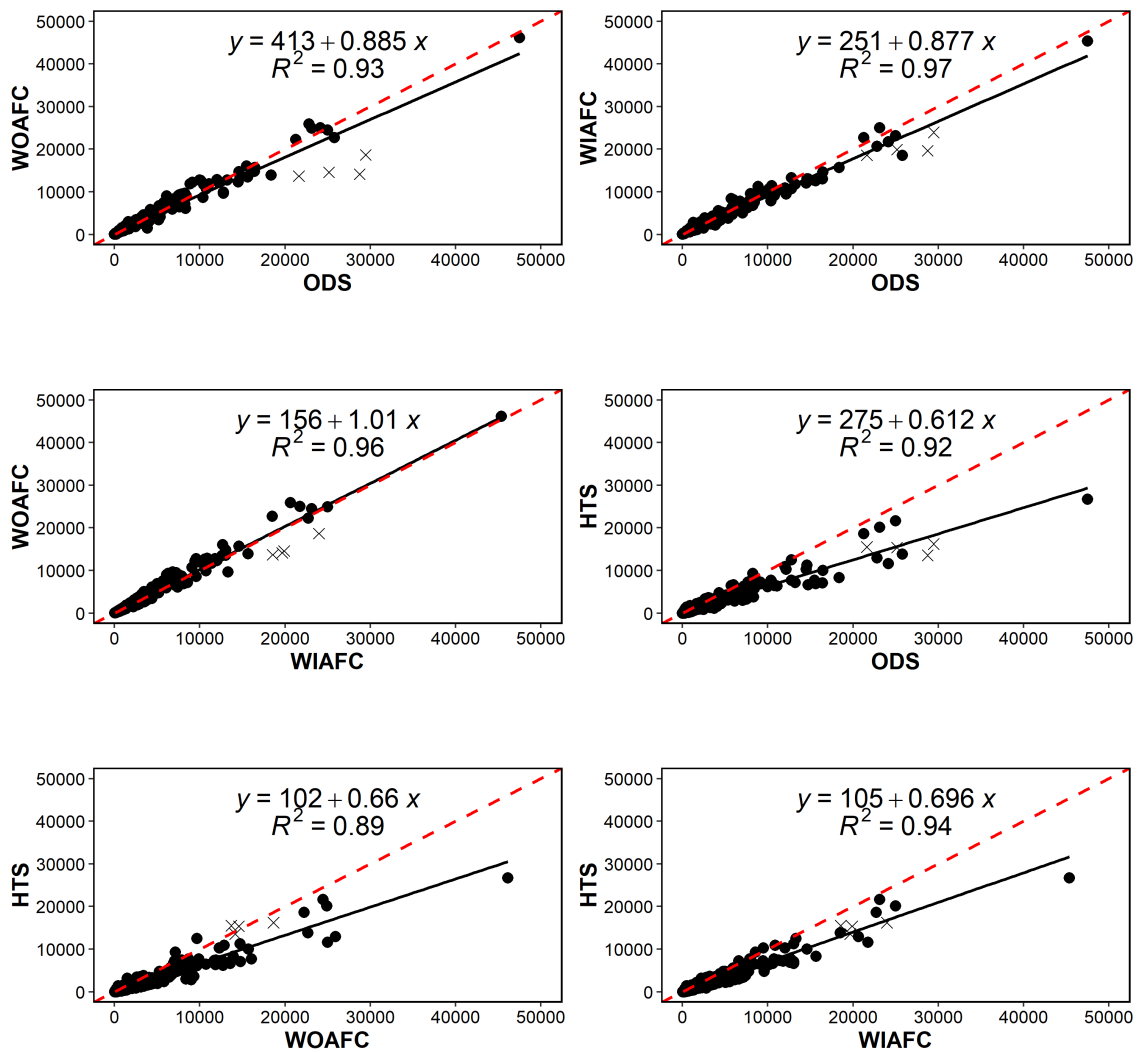 y = 413 + 0.885 x
R² = 0.93
50000
40000
30000
20000
10000
0
WOAFC
0 10000 20000 30000 40000 50000
ODS
y = 251 + 0.877 x
R² = 0.97
50000
40000
30000
20000
10000
0
WIAFC
0 10000 20000 30000 40000 50000
ODS
y = 156 + 1.01 x
R² = 0.96
50000
40000
30000
20000
10000
0
WOAFC
0 10000 20000 30000 40000 50000
WIAFC
y = 275 + 0.612 x
R² = 0.92
50000
40000
30000
20000
10000
0
HTS
0 10000 20000 30000 40000 50000
ODS
y = 102 + 0.66 x
R² = 0.89
50000
40000
30000
20000
10000
0
HTS
0 10000 20000 30000 40000 50000
WOAFC
y = 105 + 0.696 x
R² = 0.94
50000
40000
30000
20000
10000
0
HTS
0 10000 20000 30000 40000 50000
WIAFC